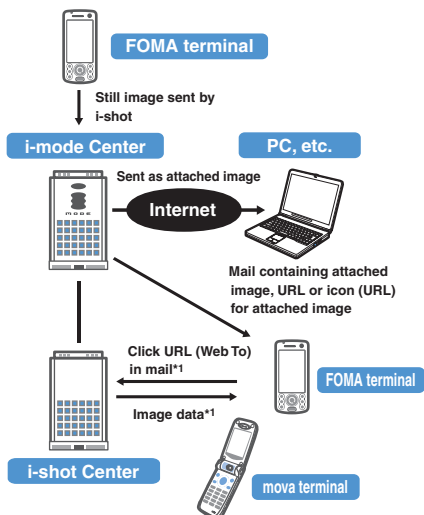 FOMA terminal
Still image sent by
i-shot
i-mode Center
PC, etc.
Sent as attached image
Internet
MODE
Mail containing attached
image, URL or icon (URL)
for attached image
Click URL (Web To)
in mail*1
FOMA terminal
Image data*1
i-shot Center
mova terminal